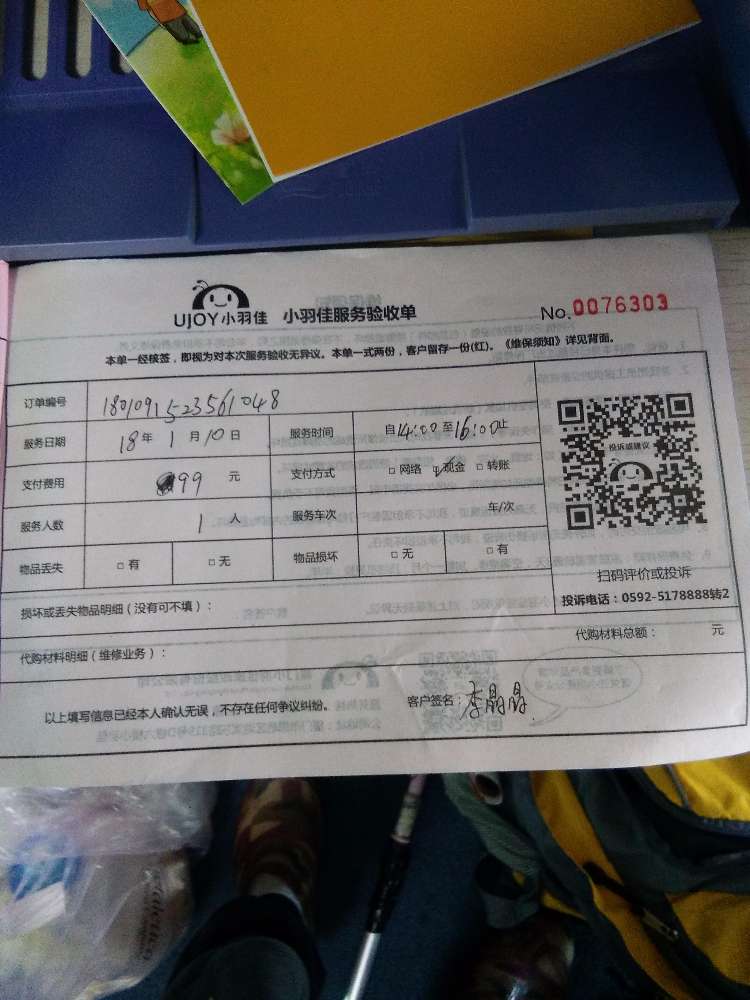 UJOY小羽佳 小羽佳服务验收单 No.0076303
本单一经核签，即视为对本次服务验收无异议。本单一式两份，客户留存一份(红)。《维保须知》详见背面。
订单编号 1801091523561048
服务日期 18年1月10日 服务时间 自14:00至16:00止
支付费用 99元 支付方式 □网络 □现金 □转账
服务人数 1人 服务车次 车/次
物品丢失 □有 □无 物品损坏 □无 □有
投诉或建议
扫码评价或投诉
投诉电话：0592-5178888转2
损坏或丢失物品明细（没有可不填）：
代购材料明细（维修业务）： 代购材料总额： 元
以上填写信息已经本人确认无误，不存在任何争议纠纷。 客户签名：李晶晶